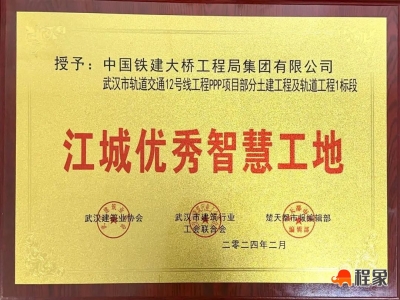 授予：中国铁建大桥工程局集团有限公司
武汉市轨道交通12号线工程PPP项目部分土建工程及轨道工程1标段
江城优秀智慧工地
武汉建筑业协会
武汉市建筑行业工会联合会
楚天都市报编辑部
二〇二四年二月
程象